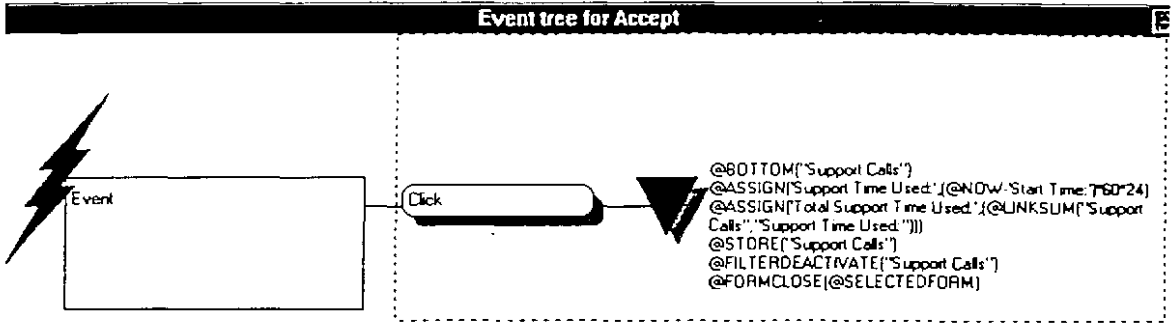 Event tree for Accept
Event
Click
@BOTTOM("Support Calls")
@ASSIGN('Support Time Used:',(@NOW-'Start Time:')*60*24)
@ASSIGN('Total Support Time Used:',(@LINKSUM("Support
Calls","Support Time Used:")))
@STORE("Support Calls")
@FILTERDEACTIVATE("Support Calls")
@FORMCLOSE(@SELECTEDFORM)